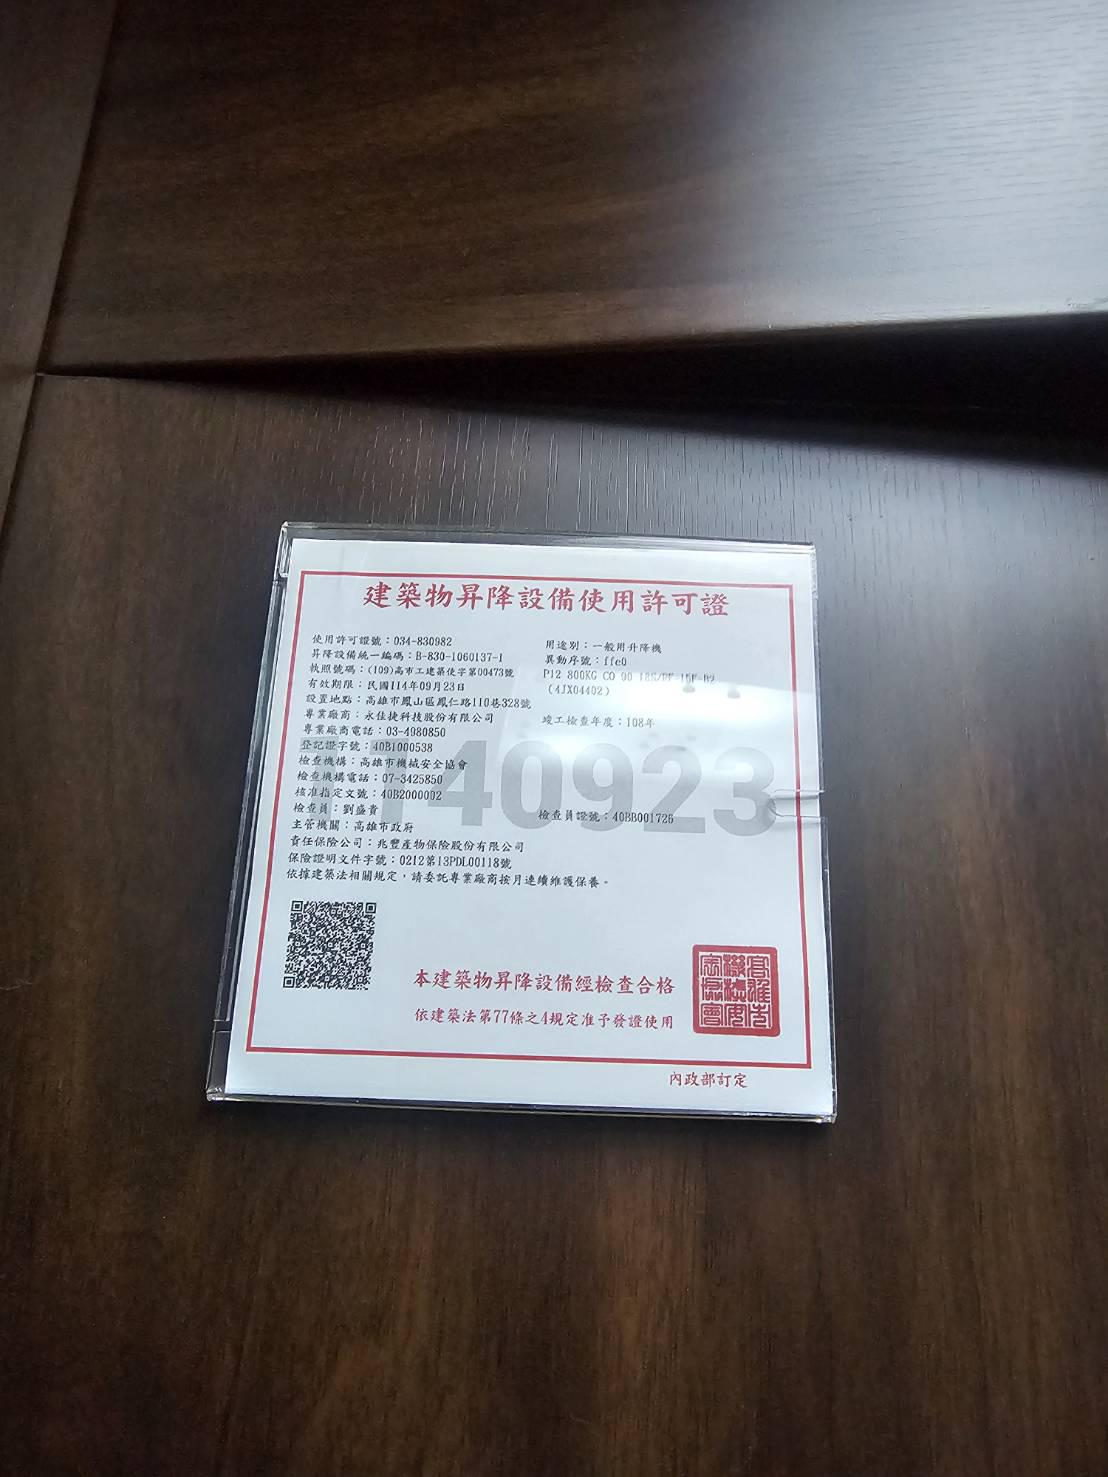 建築物昇降設備使用許可證
使用許可證號：034-830982
用途別：一般用升降機
昇降設備統一編碼：B-830-1060137-1
異動序號：ffc0
執照號碼：(109)高市工建築使字第00473號
P12 800KG CO 90 18S/RF 15F B2
有效期限：民國114年09月23日
(4JX04402)
設置地點：高雄市鳳山區鳳仁路110巷328號
專業廠商：永佳捷科技股份有限公司
竣工檢查年度：108年
專業廠商電話：03-4980850
登記證字號：40B1000538
檢查機構：高雄市機械安全協會
檢查機構電話：07-3425850
核准指定文號：40B2000002
檢查員：劉盛貴
檢查員證號：40BB001726
主管機關：高雄市政府
責任保險公司：兆豐產物保險股份有限公司
保險證明文件字號：0212第13PDL00118號
依據建築法相關規定，請委託專業廠商按月連續維護保養。
1140923
本建築物昇降設備經檢查合格
依建築法第77條之4規定准予發證使用
內政部訂定